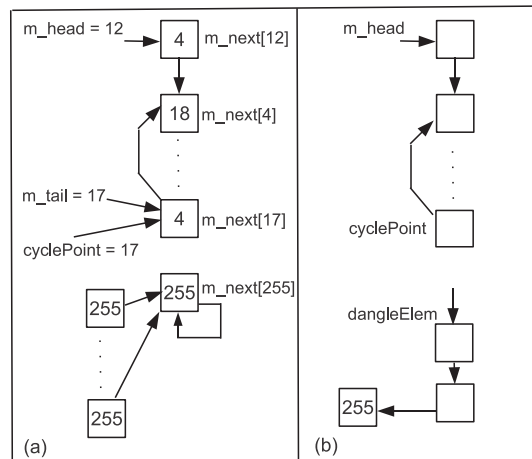 m_head = 12
4
m_next[12]
18
m_next[4]
m_tail = 17
4
m_next[17]
cyclePoint = 17
255
255
m_next[255]
255
(a)
m_head
cyclePoint
dangleElem
255
(b)